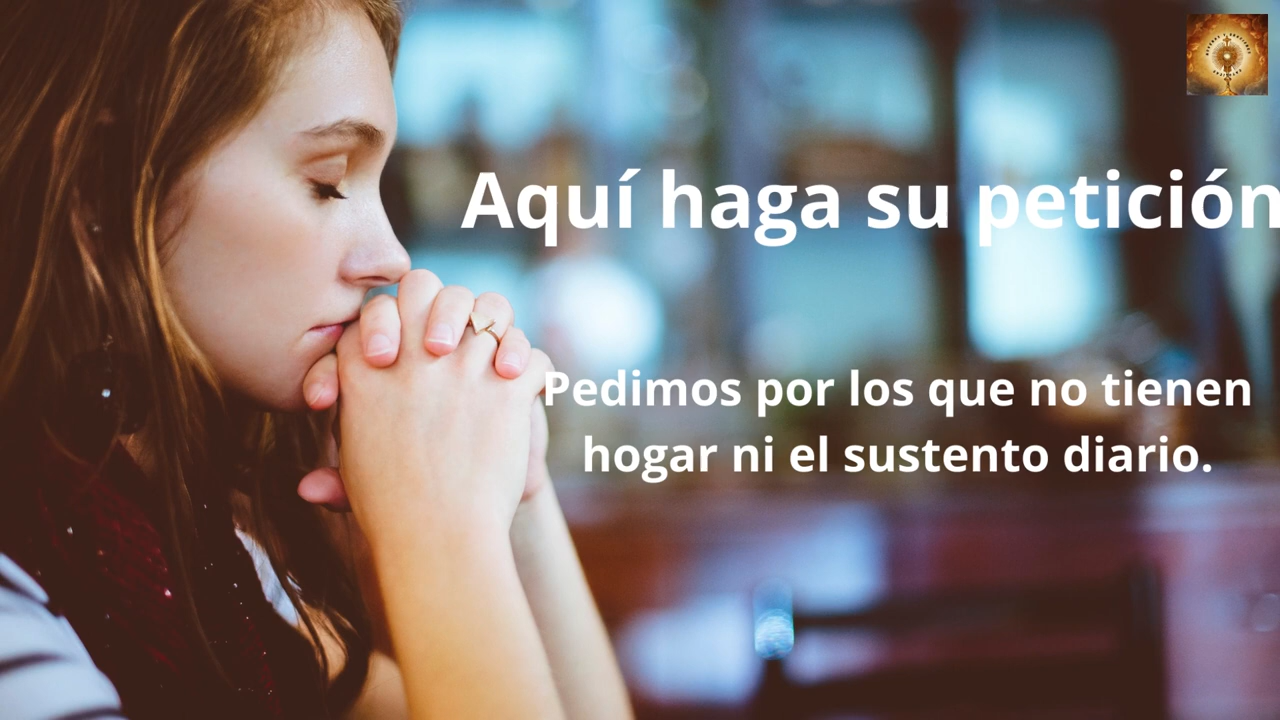 Aquí haga su petición
Pedimos por los que no tienen
hogar ni el sustento diario.